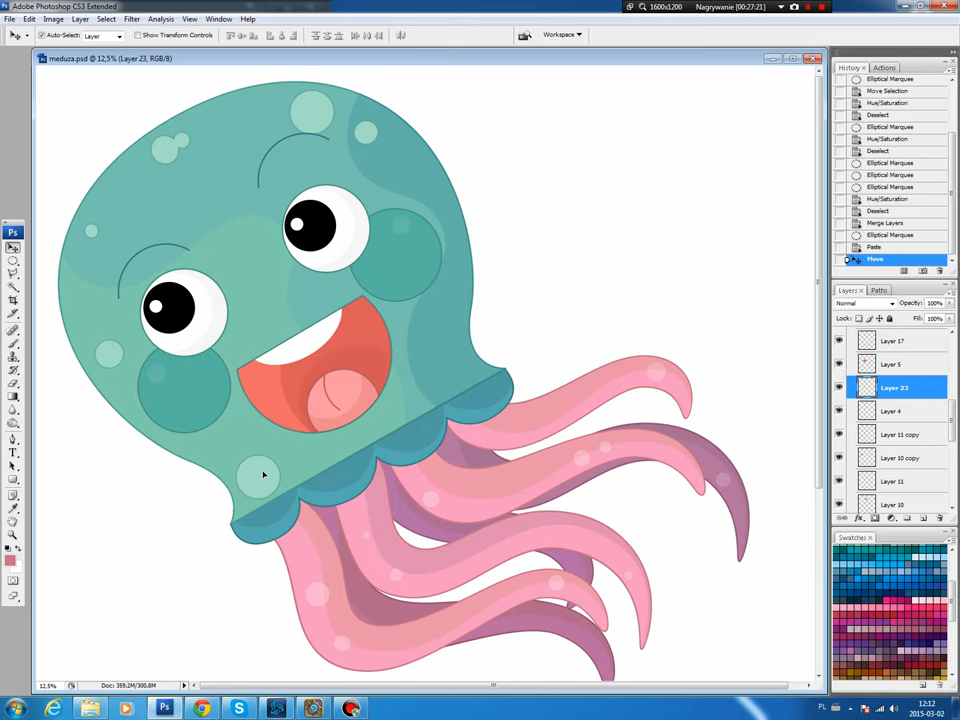 Adobe Photoshop CS3 Extended
1600x1200 Nagrywanie [00:27:21]
File Edit Image Layer Select Filter Analysis View Window Help
Auto-Select: Layer Show Transform Controls Workspace
meduza.psd @ 12,5% (Layer 23, RGB/8)
History Actions
Elliptical Marquee
Move Selection
Hue/Saturation
Deselect
Elliptical Marquee
Hue/Saturation
Deselect
Elliptical Marquee
Elliptical Marquee
Elliptical Marquee
Hue/Saturation
Deselect
Merge Layers
Elliptical Marquee
Paste
Move
Ps
Layers Paths
Normal Opacity: 100%
Lock: Fill: 100%
Layer 17
Layer 5
Layer 23
Layer 4
Layer 11 copy
Layer 10 copy
Layer 11
Layer 10
Swatches
12,5% Doc: 359,2M/300,8M
Ps PL 12:12
2015-03-02